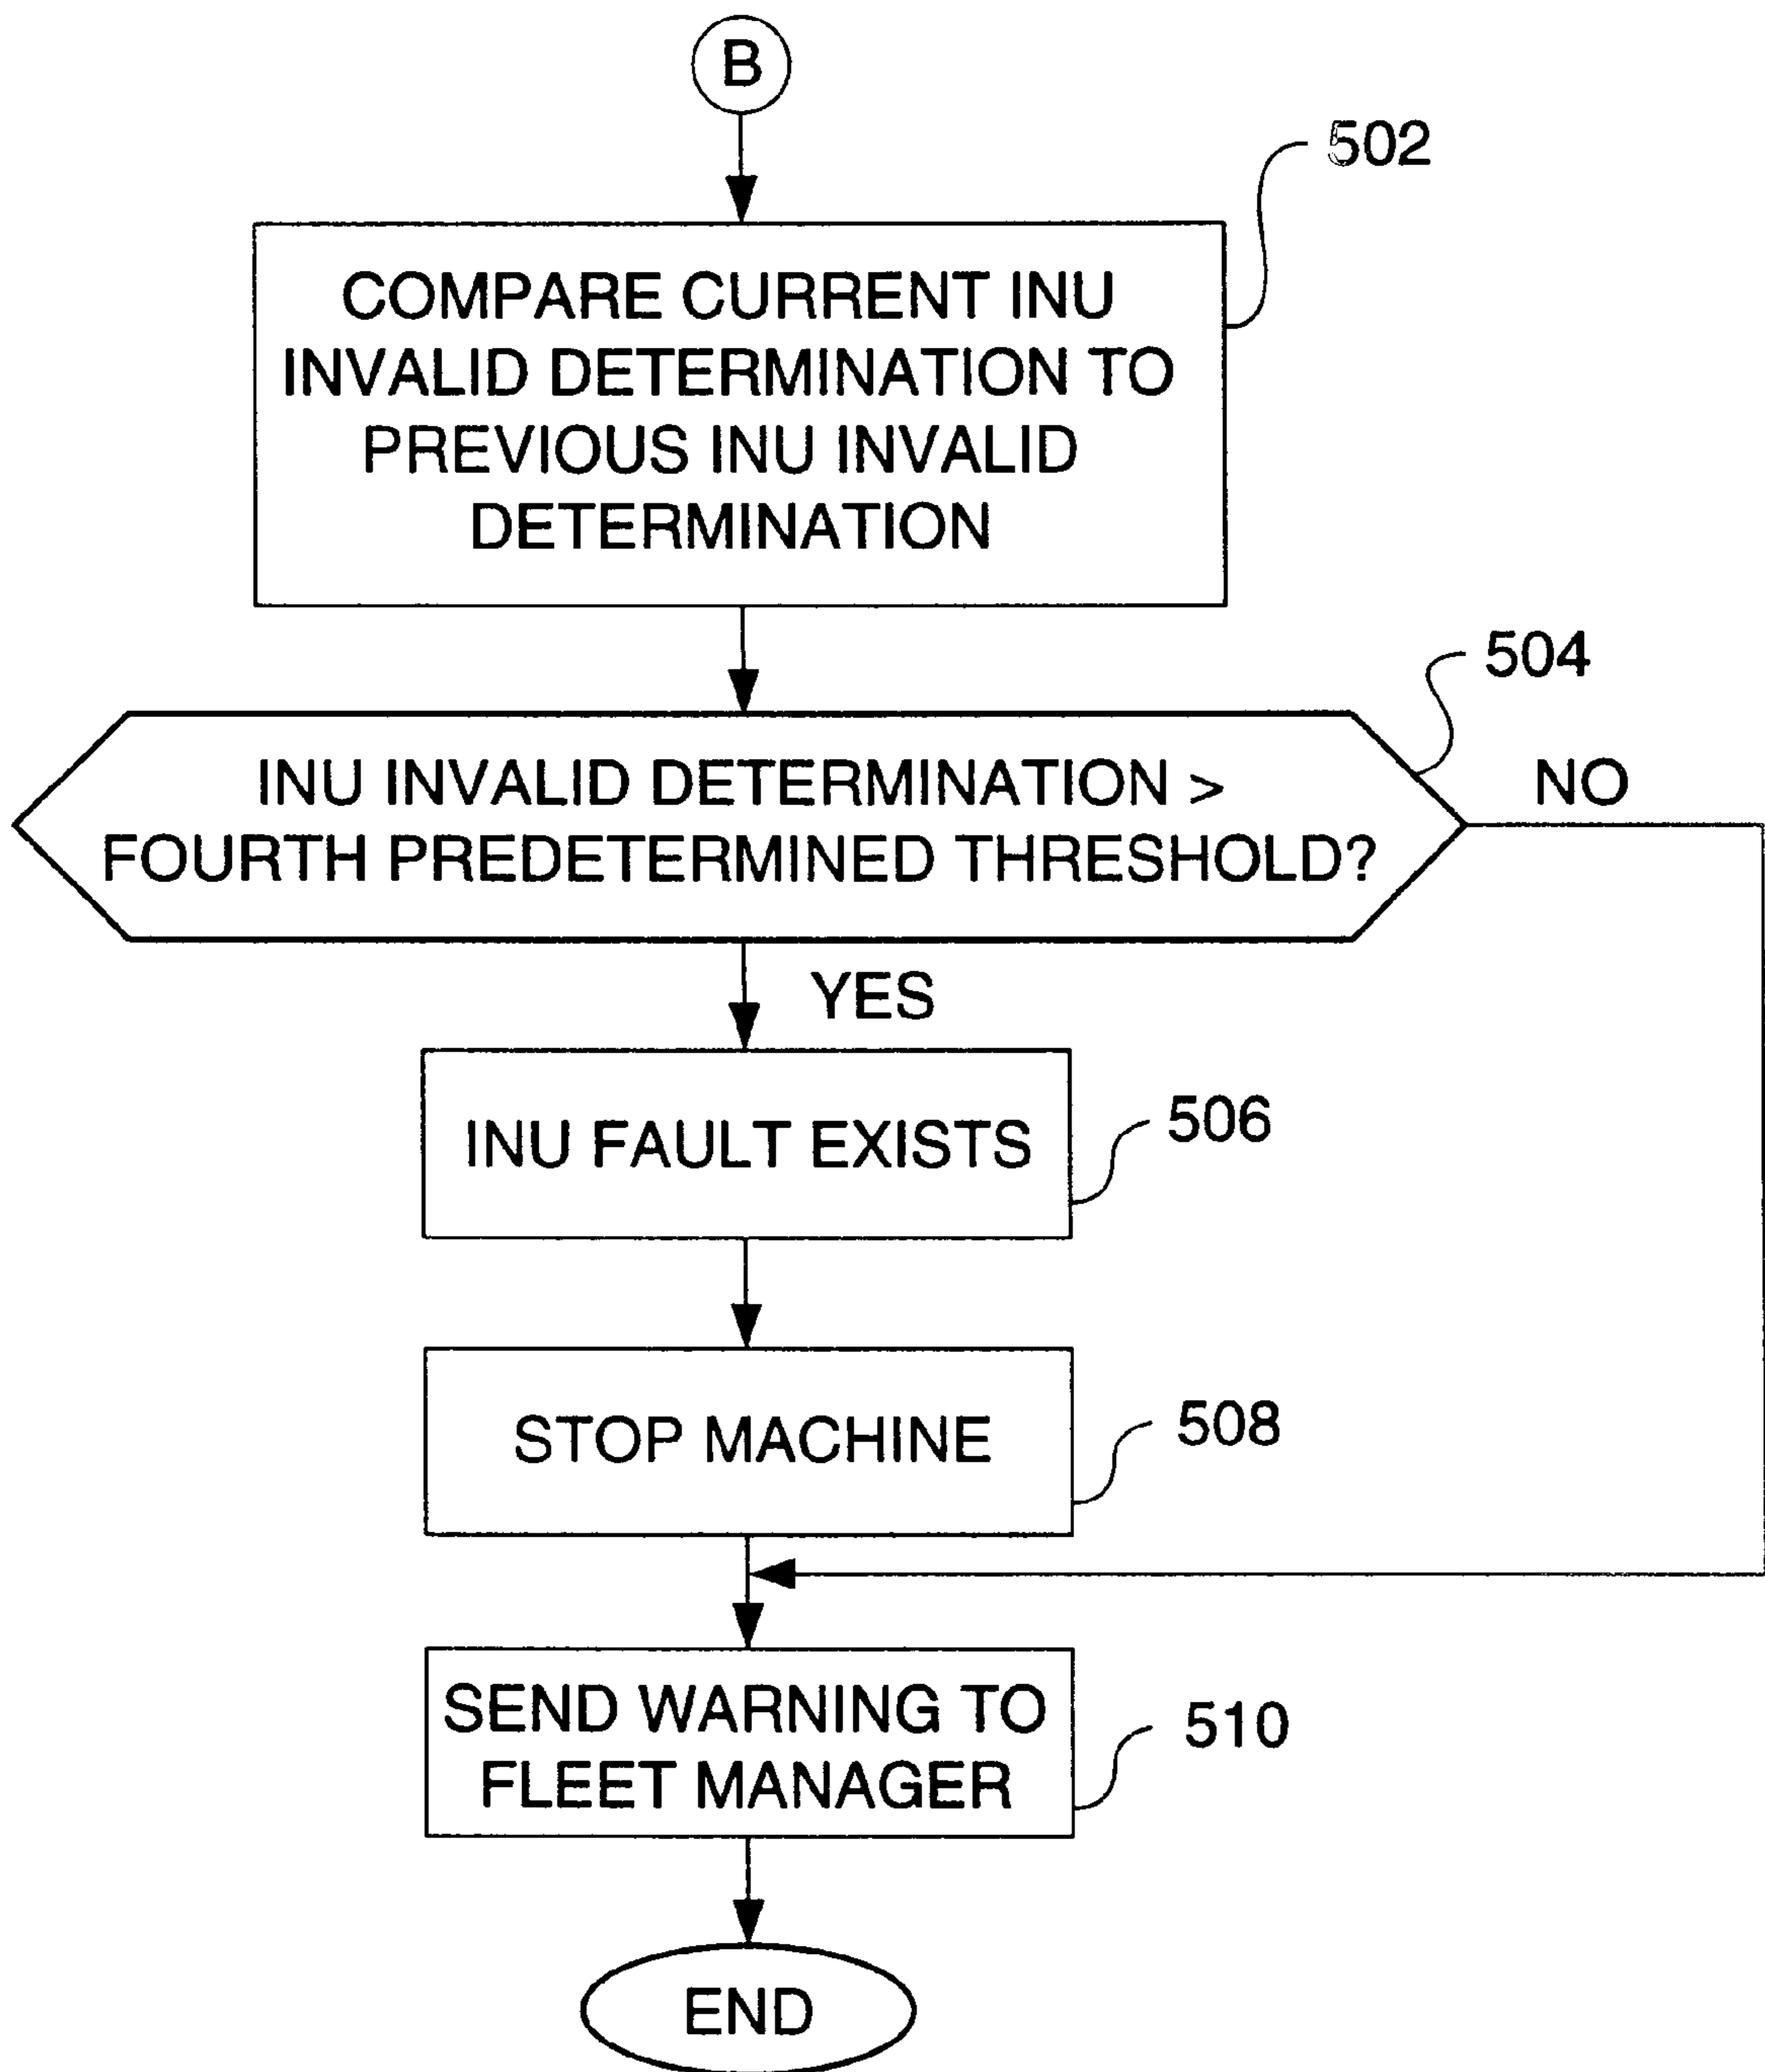 B
502
COMPARE CURRENT INU
INVALID DETERMINATION TO
PREVIOUS INU INVALID
DETERMINATION
504
INU INVALID DETERMINATION >
FOURTH PREDETERMINED THRESHOLD?
NO
YES
INU FAULT EXISTS
506
STOP MACHINE
508
SEND WARNING TO
FLEET MANAGER
510
END